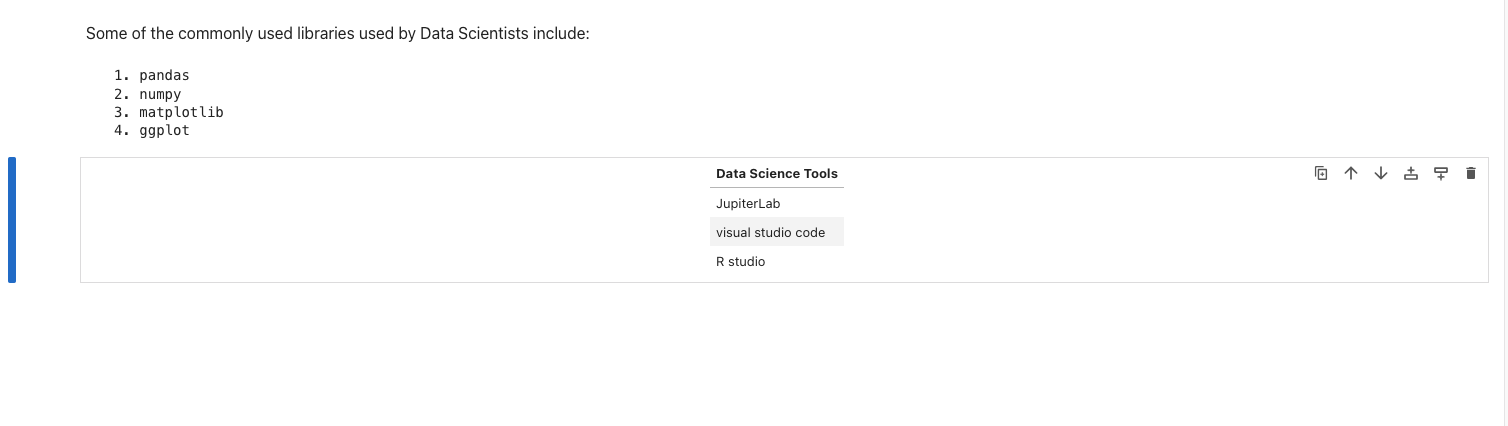 Some of the commonly used libraries used by Data Scientists include:
1. pandas
2. numpy
3. matplotlib
4. ggplot
Data Science Tools
JupiterLab
visual studio code
R studio